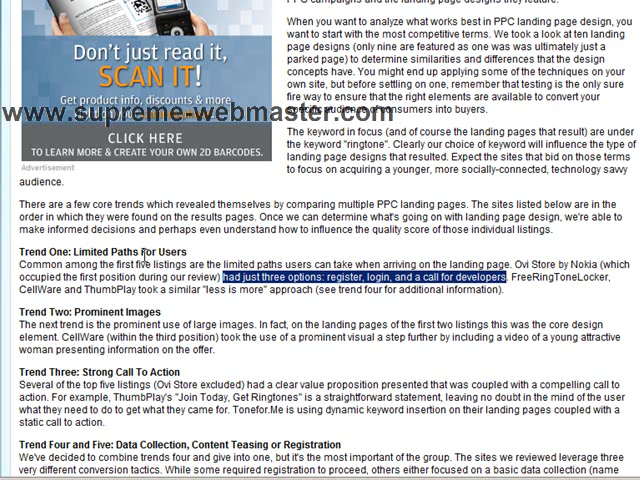 PPC campaigns and the landing page designs they feature.
Don't just read it,
SCAN IT!
Get product info, discounts & more
www.supreme-webmaster.com
CLICK HERE
TO LEARN MORE & CREATE YOUR OWN 2D BARCODES.
Advertisement
When you want to analyze what works best in PPC landing page design, you
want to start with the most competitive terms. We took a look at ten landing
page designs (only nine are featured as one was was ultimately just a
parked page) to determine similarities and differences that the design
concepts have. You might end up applying some of the techniques on your
own site, but before settling on one, remember that testing is the only sure
fire way to ensure that the right elements are available to convert your
specific audience of consumers into buyers.
The keyword in focus (and of course the landing pages that result) are under
the keyword "ringtone". Clearly our choice of keyword will influence the type of
landing page designs that resulted. Expect the sites that bid on those terms
to focus on acquiring a younger, more socially-connected, technology savvy
audience.
There are a few core trends which revealed themselves by comparing multiple PPC landing pages. The sites listed below are in the
order in which they were found on the results pages. Once we can determine what's going on with landing page design, we're able to
make informed decisions and perhaps even understand how to influence the quality score of those individual listings.
Trend One: Limited Paths For Users
Common among the first five listings are the limited paths users can take when arriving on the landing page. Ovi Store by Nokia (which
occupied the first position during our review) had just three options: register, login, and a call for developers. FreeRingToneLocker,
CellWare and ThumbPlay took a similar "less is more" approach (see trend four for additional information).
Trend Two: Prominent Images
The next trend is the prominent use of large images. In fact, on the landing pages of the first two listings this was the core design
element. CellWare (within the third position) took the use of a prominent visual a step further by including a video of a young attractive
woman presenting information on the offer.
Trend Three: Strong Call To Action
Several of the top five listings (Ovi Store excluded) had a clear value proposition presented that was coupled with a compelling call to
action. For example, ThumbPlay's "Join Today, Get Ringtones" is a straightforward statement, leaving no doubt in the mind of the user
what they need to do to get what they came for. Tonefor.Me is using dynamic keyword insertion on their landing pages coupled with a
static call to action.
Trend Four and Five: Data Collection, Content Teasing or Registration
We've decided to combine trends four and give into one, but it's the most important of the group. The sites we reviewed leverage three
very different conversion tactics. While some required registration to proceed, others either focused on a basic data collection (name